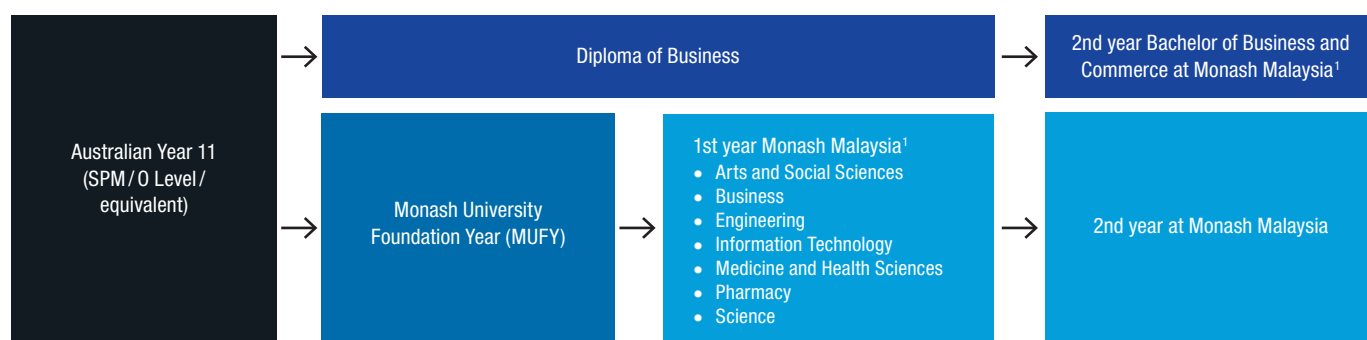 Australian Year 11
(SPM / O Level /
equivalent)
Diploma of Business
2nd year Bachelor of Business and
Commerce at Monash Malaysia¹
Monash University
Foundation Year (MUFY)
1st year Monash Malaysia¹
• Arts and Social Sciences
• Business
• Engineering
• Information Technology
• Medicine and Health Sciences
• Pharmacy
• Science
2nd year at Monash Malaysia